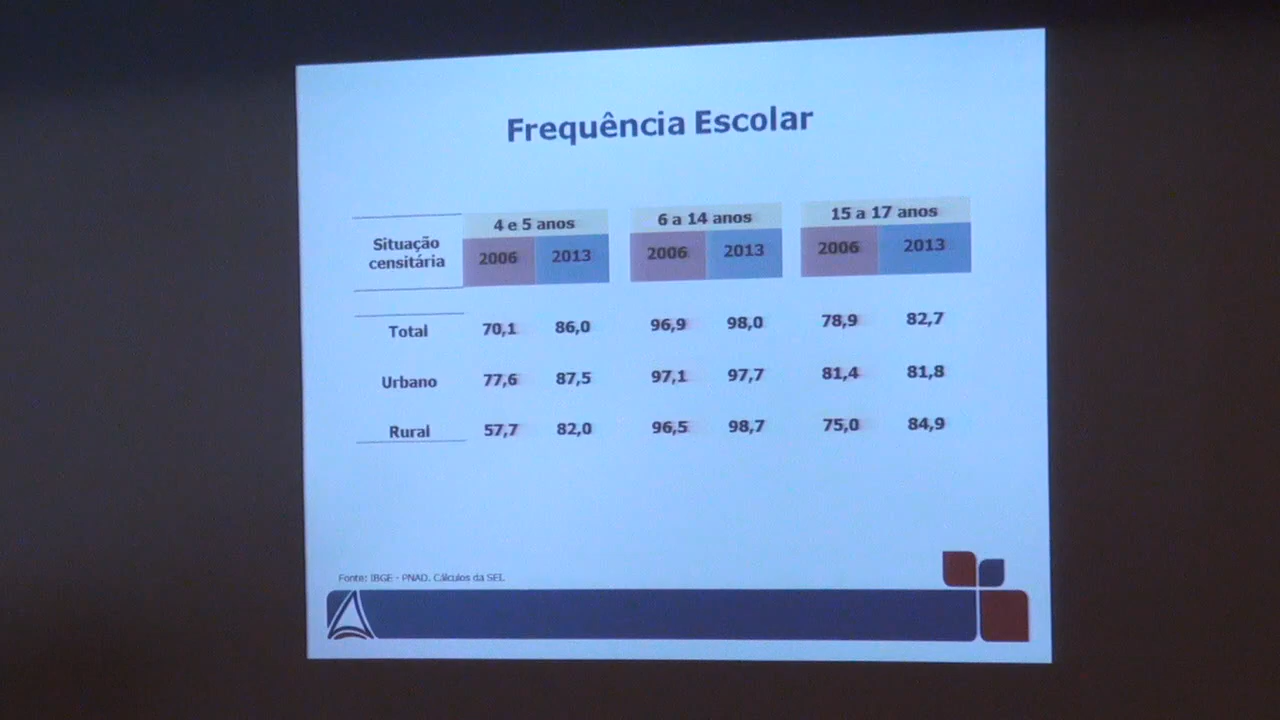 Frequência Escolar
Situação censitária
4 e 5 anos 6 a 14 anos 15 a 17 anos
2006 2013 2006 2013 2006 2013
Total 70,1 86,0 96,9 98,0 78,9 82,7
Urbano 77,6 87,5 97,1 97,7 81,4 81,8
Rural 57,7 82,0 96,5 98,7 75,0 84,9
Fonte: IBGE - PNAD. Cálculos da SEI.